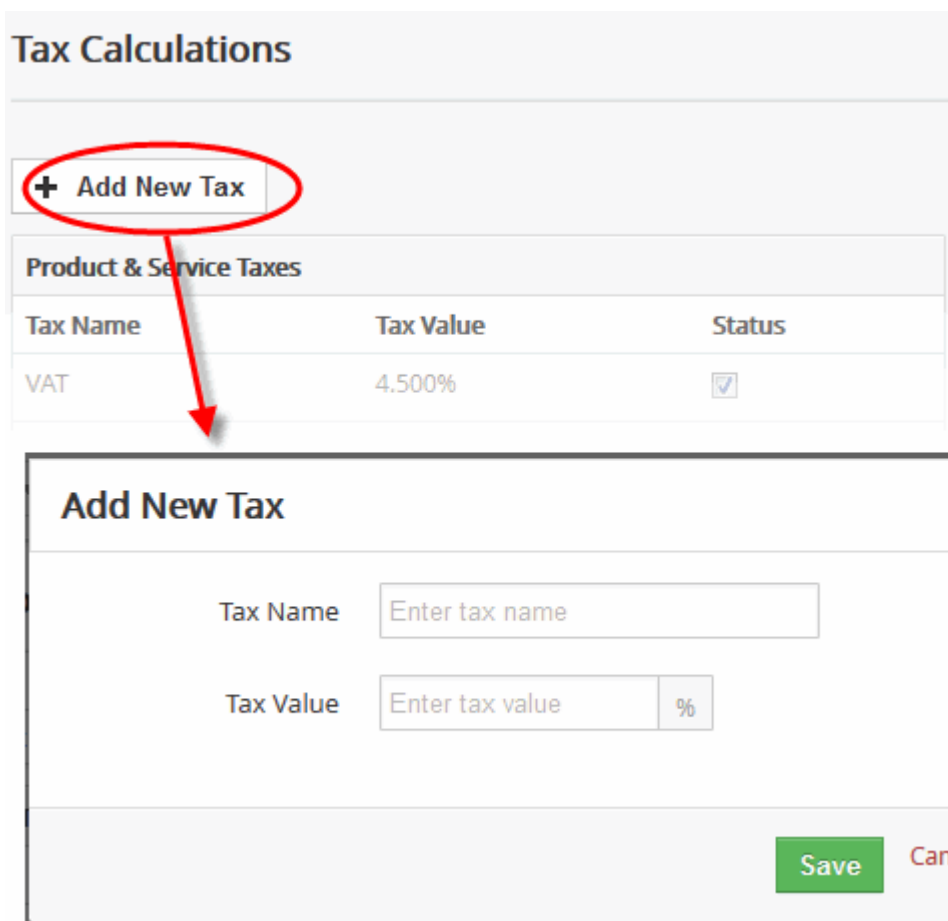 Tax Calculations
+ Add New Tax
Product & Service Taxes
Tax Name Tax Value Status
VAT 4.500%
Add New Tax
Tax Name Enter tax name
Tax Value Enter tax value %
Save Can